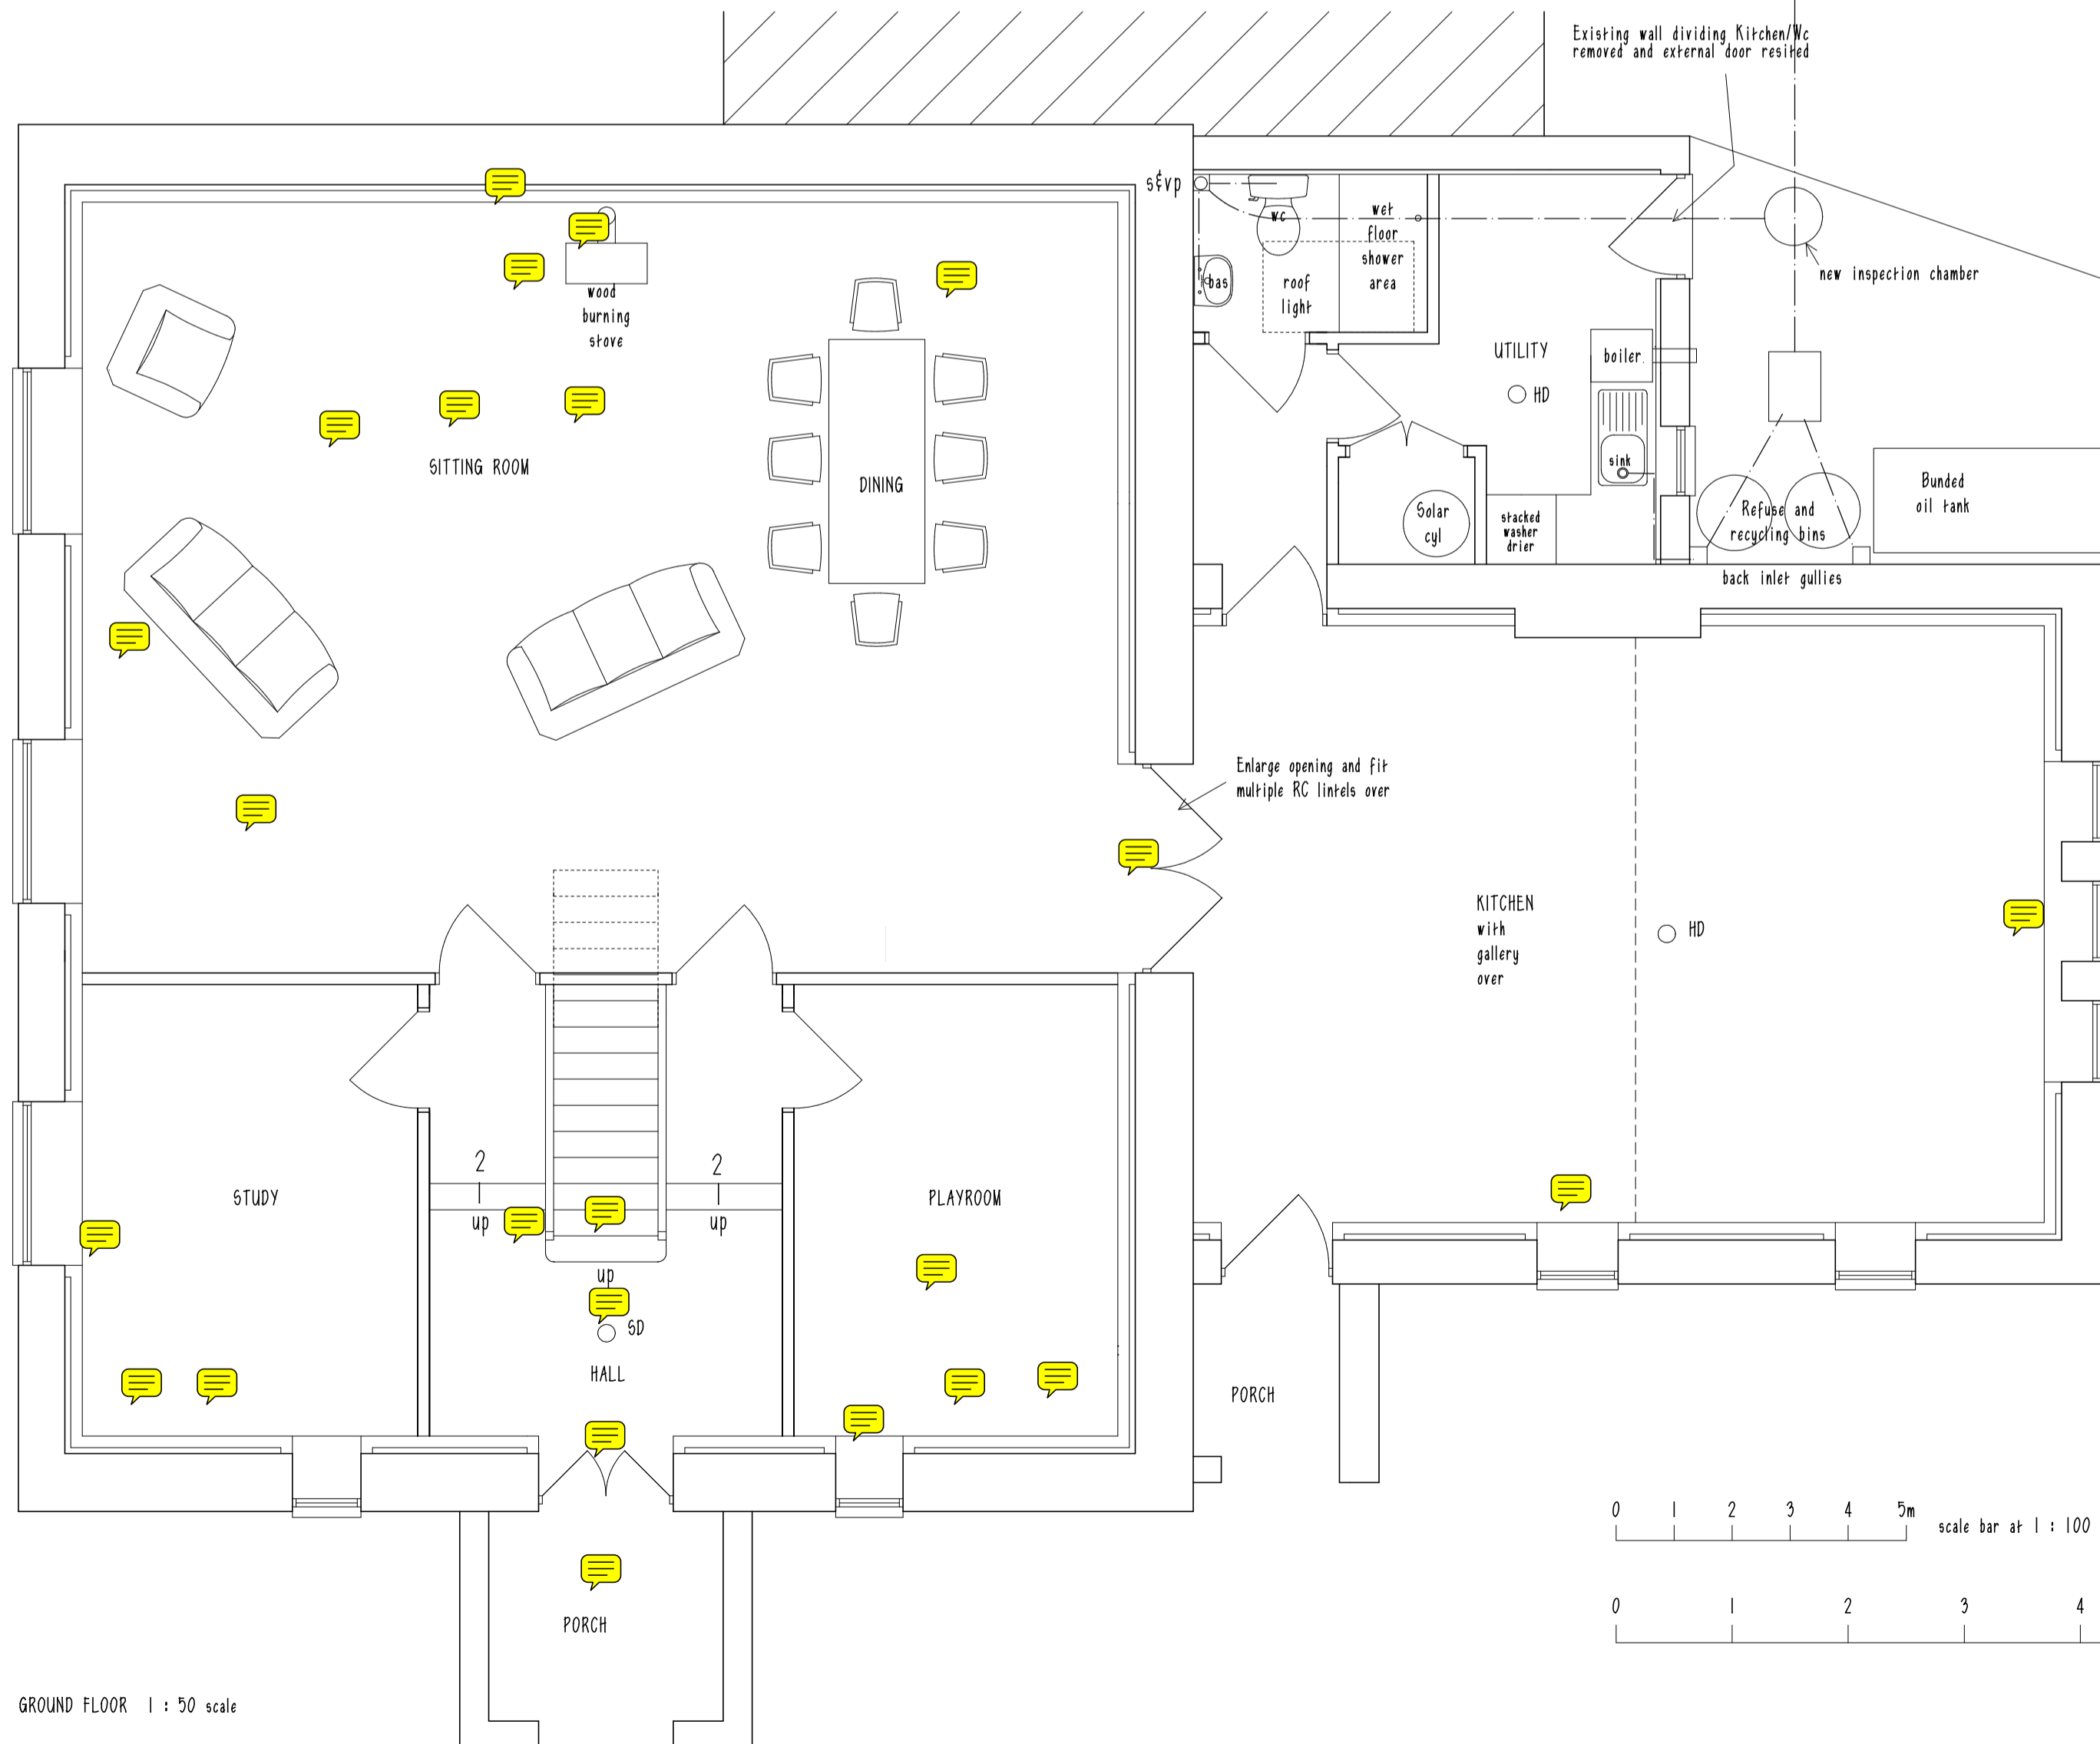 Existing wall dividing Kitchen/Wc
removed and external door resited
s&vp
wc
wet
floor
shower
area
bas
roof
light
new inspection chamber
wood
burning
stove
UTILITY
boiler
HD
sink
SITTING ROOM
DINING
Solar
cyl
stacked
washer
drier
Refuse and
recycling bins
Bunded
oil tank
back inlet gullies
Enlarge opening and fit
multiple RC lintels over
KITCHEN
with
gallery
over
HD
2
2
STUDY
up
up
PLAYROOM
up
SD
HALL
PORCH
0 1 2 3 4 5m
scale bar at 1 : 100
0 1 2 3 4
PORCH
GROUND FLOOR 1 : 50 scale